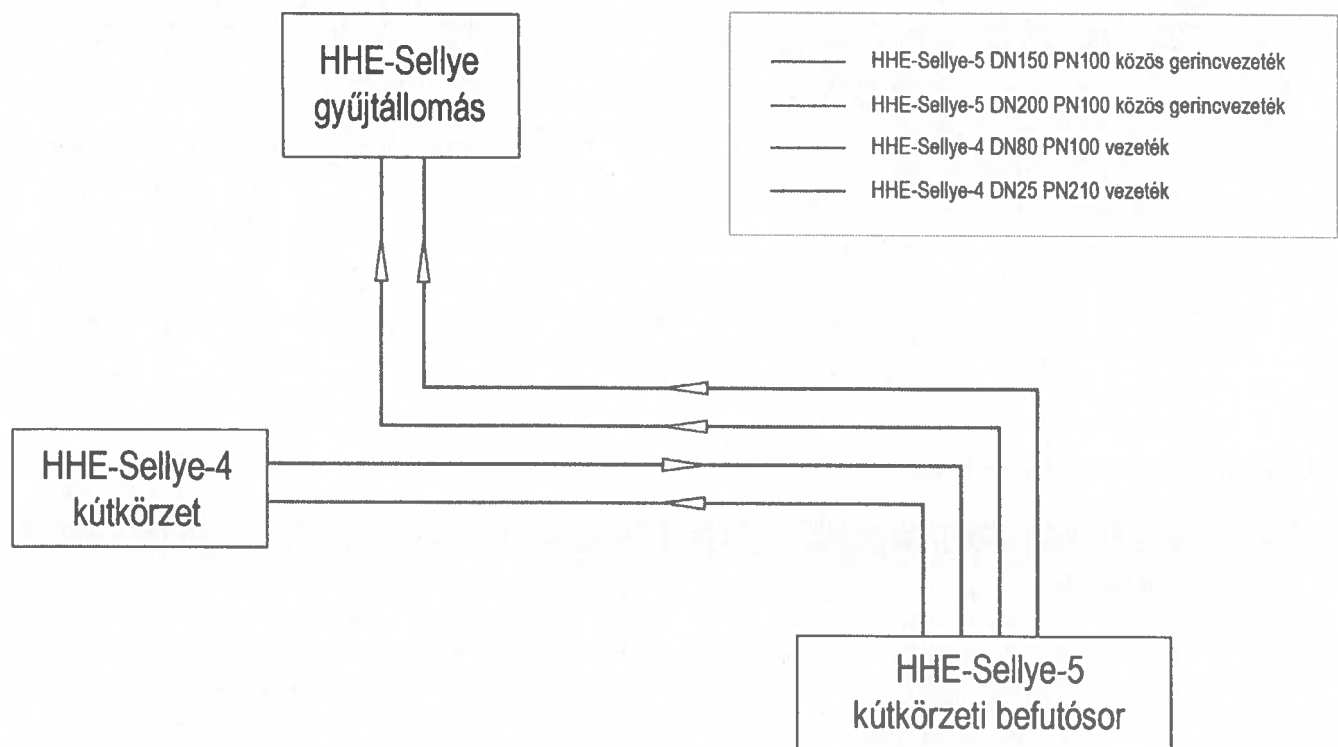 HHE-Sellye
gyűjtállomás
HHE-Sellye-5 DN150 PN100 közös gerincvezeték
HHE-Sellye-5 DN200 PN100 közös gerincvezeték
HHE-Sellye-4 DN80 PN100 vezeték
HHE-Sellye-4 DN25 PN210 vezeték
HHE-Sellye-4
kútkörzet
HHE-Sellye-5
kútkörzeti befutósor